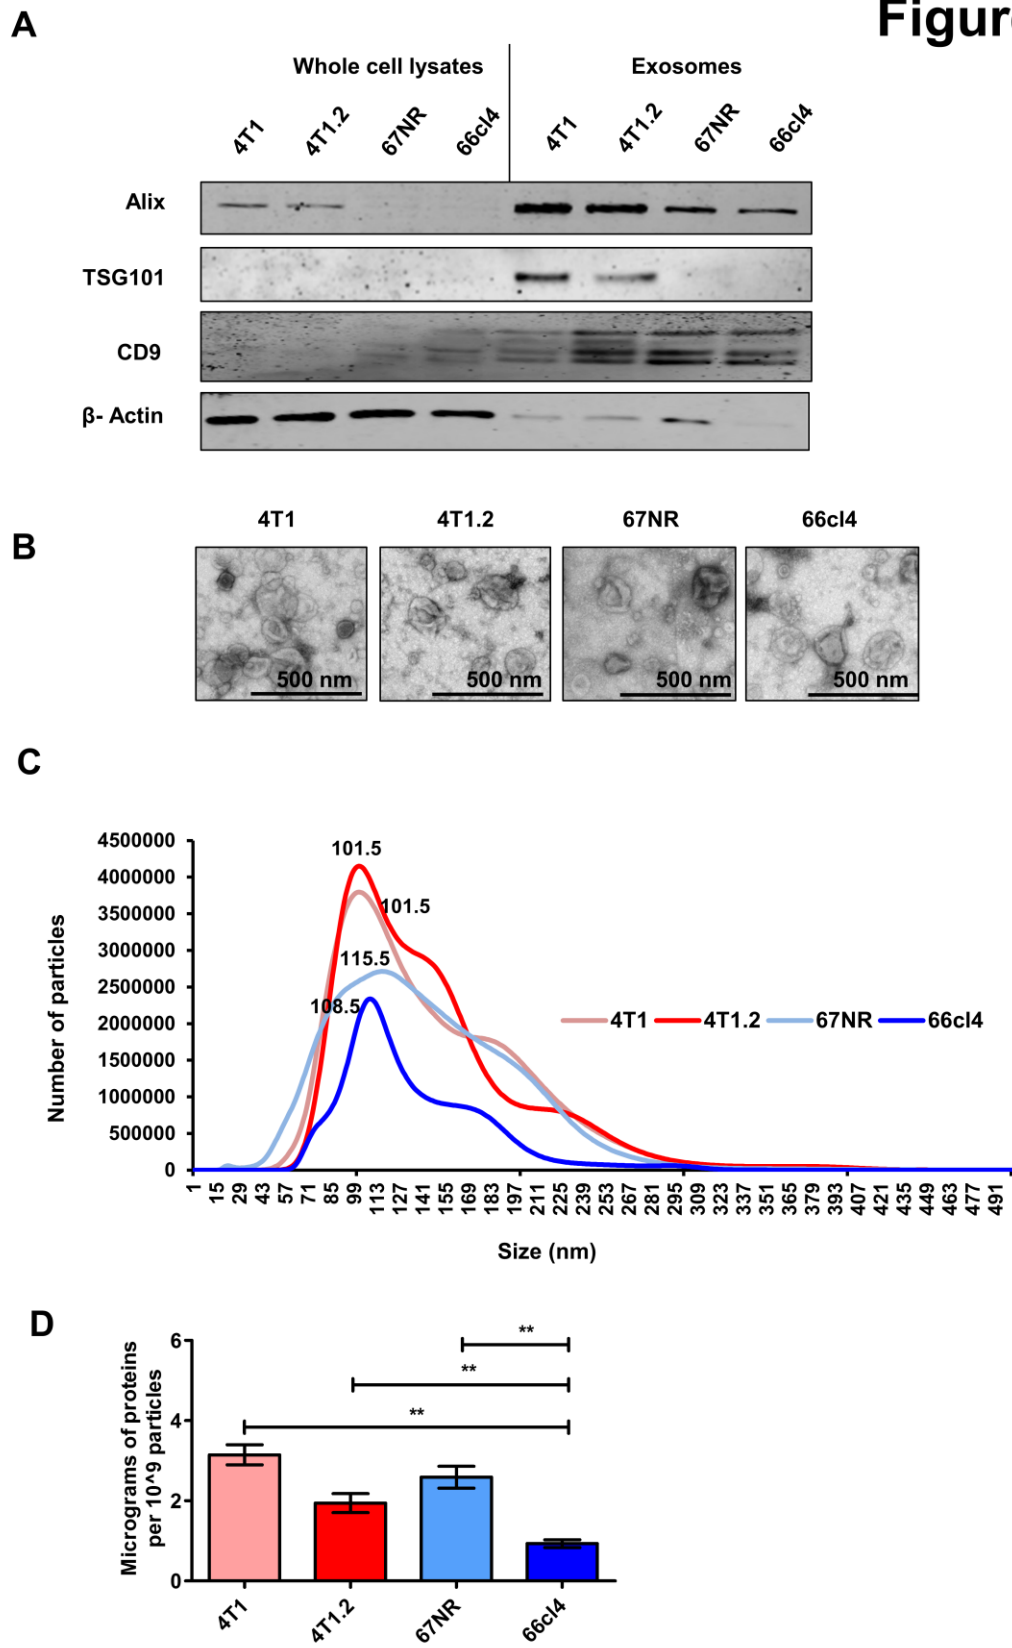 Figur
A
Whole cell lysates Exosomes
4T1 4T1.2 67NR 66cl4 4T1 4T1.2 67NR 66cl4
Alix
TSG101
CD9
β- Actin
B
4T1 4T1.2 67NR 66cl4
500 nm 500 nm 500 nm 500 nm
C
Number of particles
4500000
4000000
3500000
3000000
2500000
2000000
1500000
1000000
500000
0
101.5
101.5
115.5
108.5
4T1 4T1.2 67NR 66cl4
1 15 29 43 57 71 85 99 113 127 141 155 169 183 197 211 225 239 253 267 281 295 309 323 337 351 365 379 393 407 421 435 449 463 477 491
Size (nm)
D
Micrograms of proteins
per 10^9 particles
6
4
2
0
**
**
**
4T1 4T1.2 67NR 66cl4